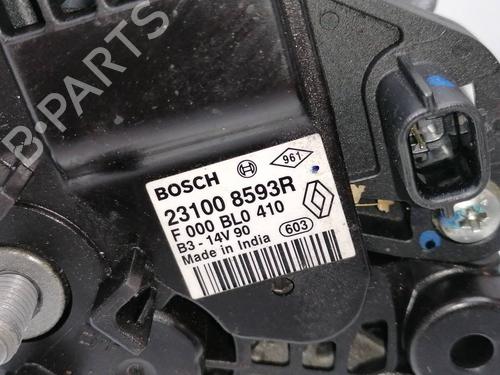 B-PARTS
BOSCH
961
23100 8593R
F 000 BL0 410
B3 - 14V 90
Made in India
603